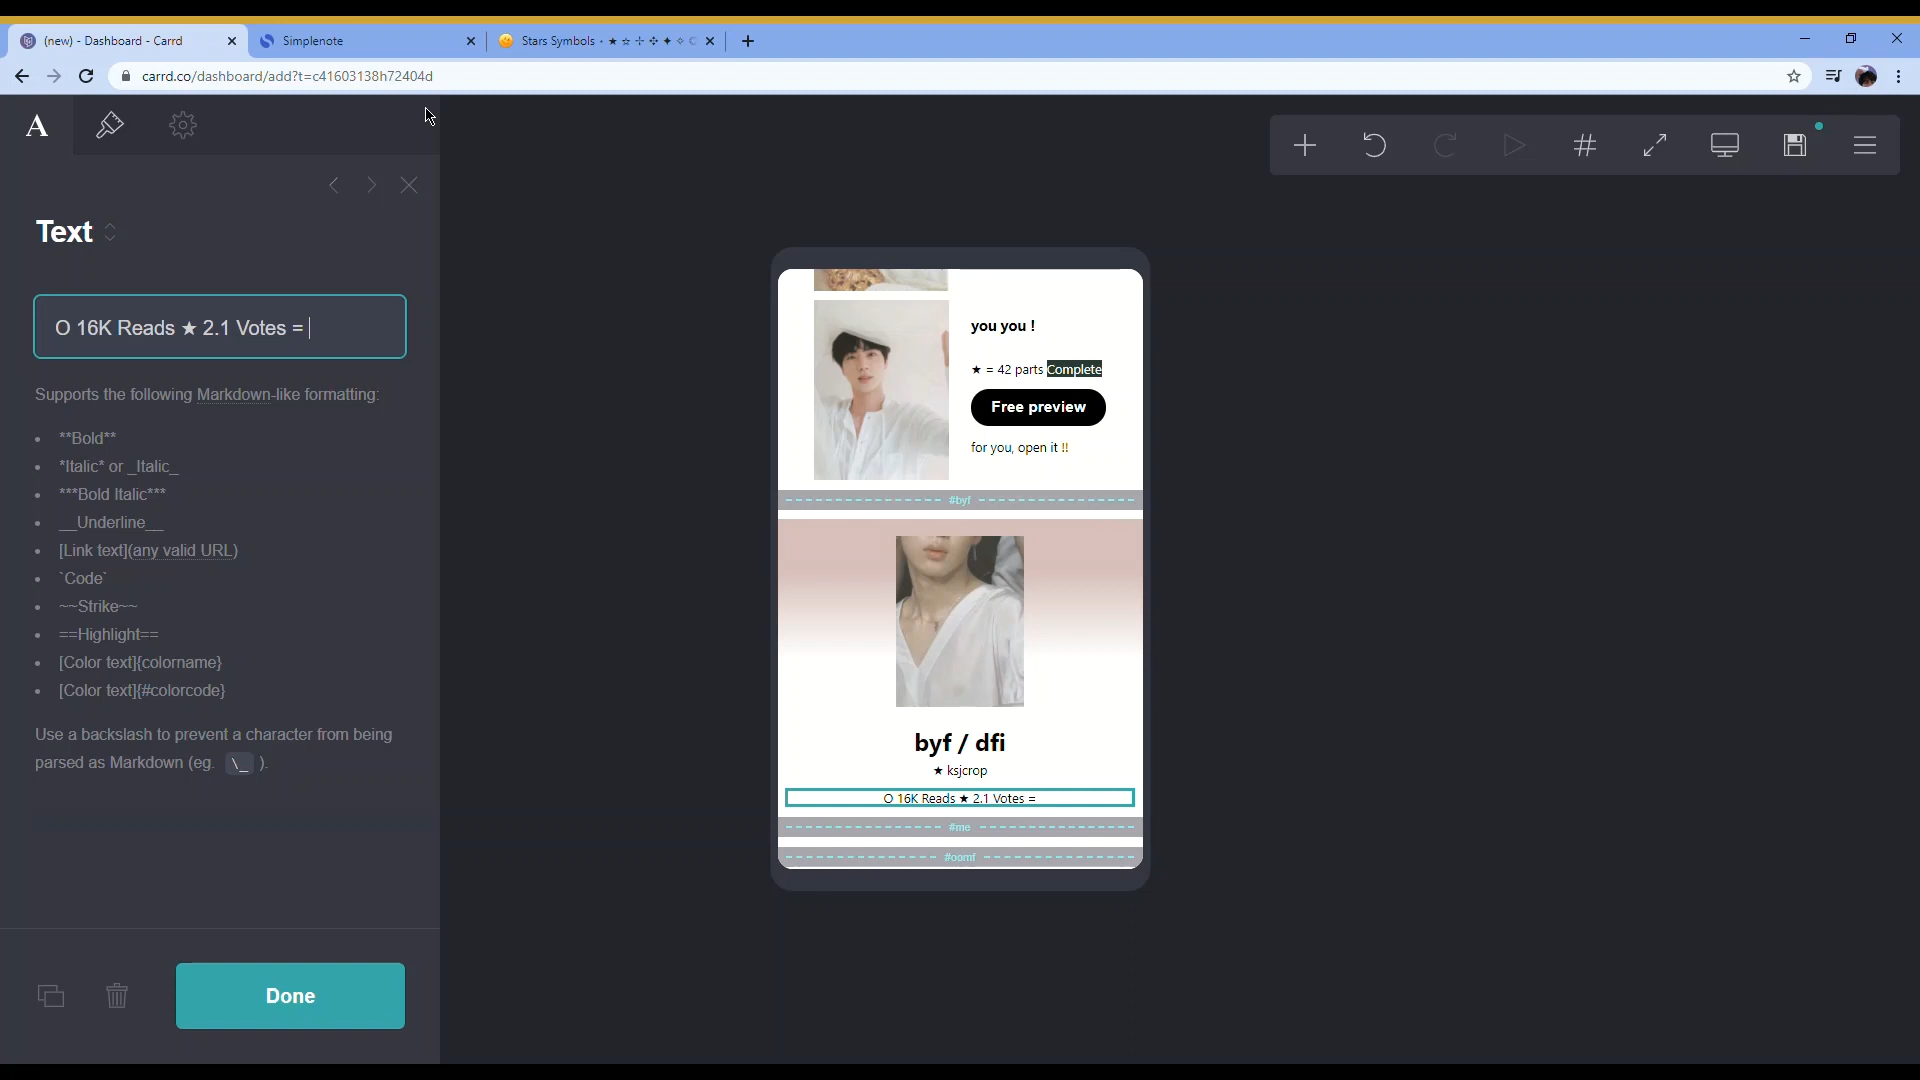 (new) - Dashboard - Carrd
Simplenote
Stars Symbols · ★ ☆ ⊹ ✣ ✦ ✧ ☾
carrd.co/dashboard/add?t=c41603138h72404d
A
Text
O 16K Reads ★ 2.1 Votes =
Supports the following Markdown-like formatting:
• **Bold**
• *Italic* or _Italic_
• ***Bold Italic***
• __Underline__
• [Link text](any valid URL)
• `Code`
• ~~Strike~~
• ==Highlight==
• [Color text]{colorname}
• [Color text]{#colorcode}
Use a backslash to prevent a character from being
parsed as Markdown (eg. \_ ).
Done
you you !
★ = 42 parts Complete
Free preview
for you, open it !!
#byf
byf / dfi
★ ksjcrop
O 16K Reads ★ 2.1 Votes =
#me
#oomf